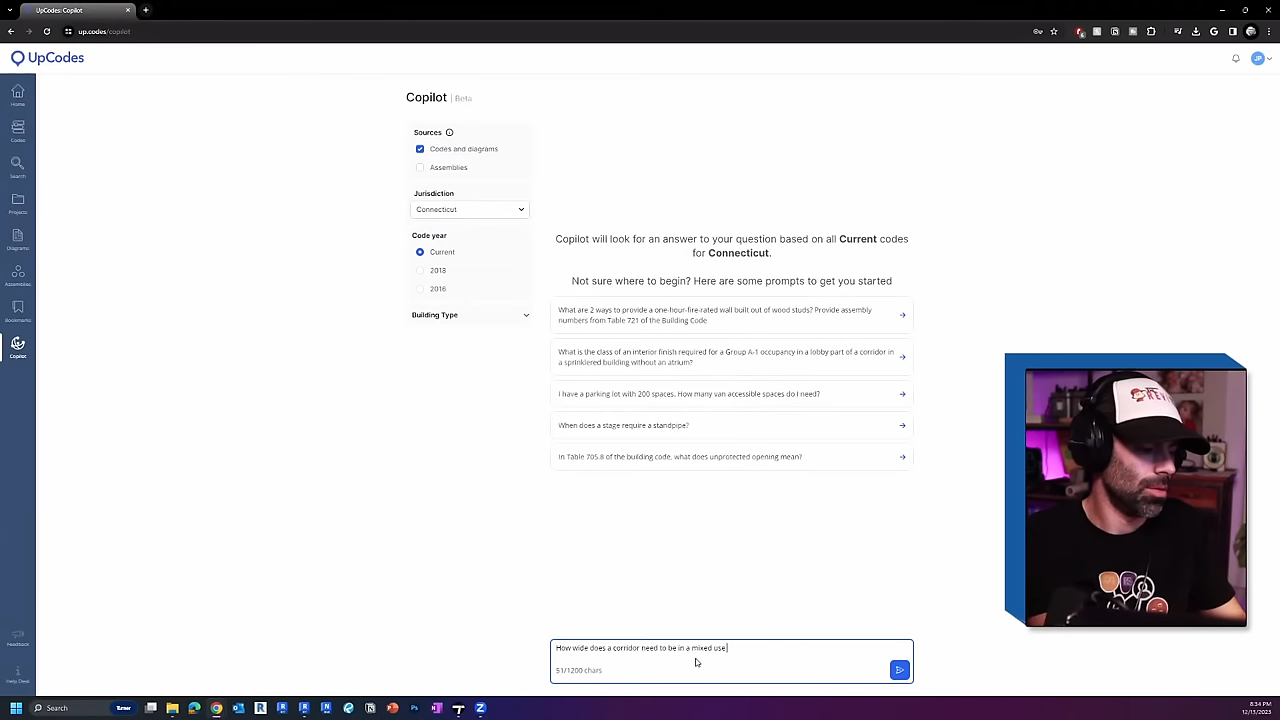 UpCodes: Copilot
up.codes/copilot
UpCodes
JP
Home
Codes
Search
Projects
Diagrams
Assemblies
Bookmarks
Copilot
Feedback
Help Desk
Copilot | Beta
Sources
Codes and diagrams
Assemblies
Jurisdiction
Connecticut
Code year
Current
2018
2016
Building Type
Copilot will look for an answer to your question based on all Current codes
for Connecticut.
Not sure where to begin? Here are some prompts to get you started
What are 2 ways to provide a one-hour-fire-rated wall built out of wood studs? Provide assembly
numbers from Table 721 of the Building Code
What is the class of an interior finish required for a Group A-1 occupancy in a lobby part of a corridor in
a sprinklered building without an atrium?
I have a parking lot with 200 spaces. How many van accessible spaces do I need?
When does a stage require a standpipe?
In Table 705.8 of the building code, what does unprotected opening mean?
How wide does a corridor need to be in a mixed use
51/1200 chars
Search
8:34 PM
12/13/2023